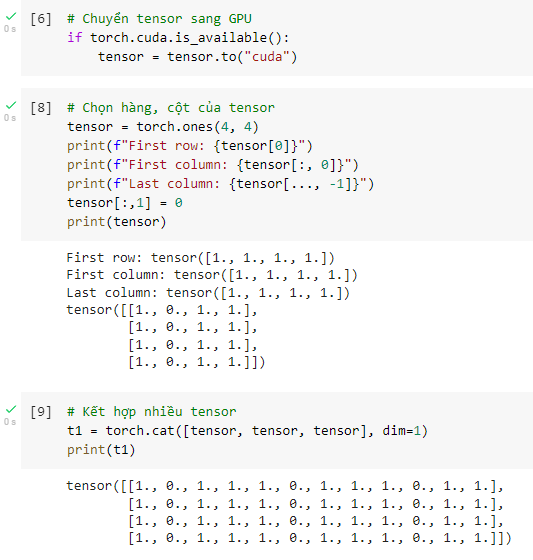 [6] # Chuyển tensor sang GPU
0s if torch.cuda.is_available():
tensor = tensor.to("cuda")
[8] # Chọn hàng, cột của tensor
0s tensor = torch.ones(4, 4)
print(f"First row: {tensor[0]}")
print(f"First column: {tensor[:, 0]}")
print(f"Last column: {tensor[..., -1]}")
tensor[:,1] = 0
print(tensor)
First row: tensor([1., 1., 1., 1.])
First column: tensor([1., 1., 1., 1.])
Last column: tensor([1., 1., 1., 1.])
tensor([[1., 0., 1., 1.],
[1., 0., 1., 1.],
[1., 0., 1., 1.],
[1., 0., 1., 1.]])
[9] # Kết hợp nhiều tensor
0s t1 = torch.cat([tensor, tensor, tensor], dim=1)
print(t1)
tensor([[1., 0., 1., 1., 1., 0., 1., 1., 1., 0., 1., 1.],
[1., 0., 1., 1., 1., 0., 1., 1., 1., 0., 1., 1.],
[1., 0., 1., 1., 1., 0., 1., 1., 1., 0., 1., 1.],
[1., 0., 1., 1., 1., 0., 1., 1., 1., 0., 1., 1.]])